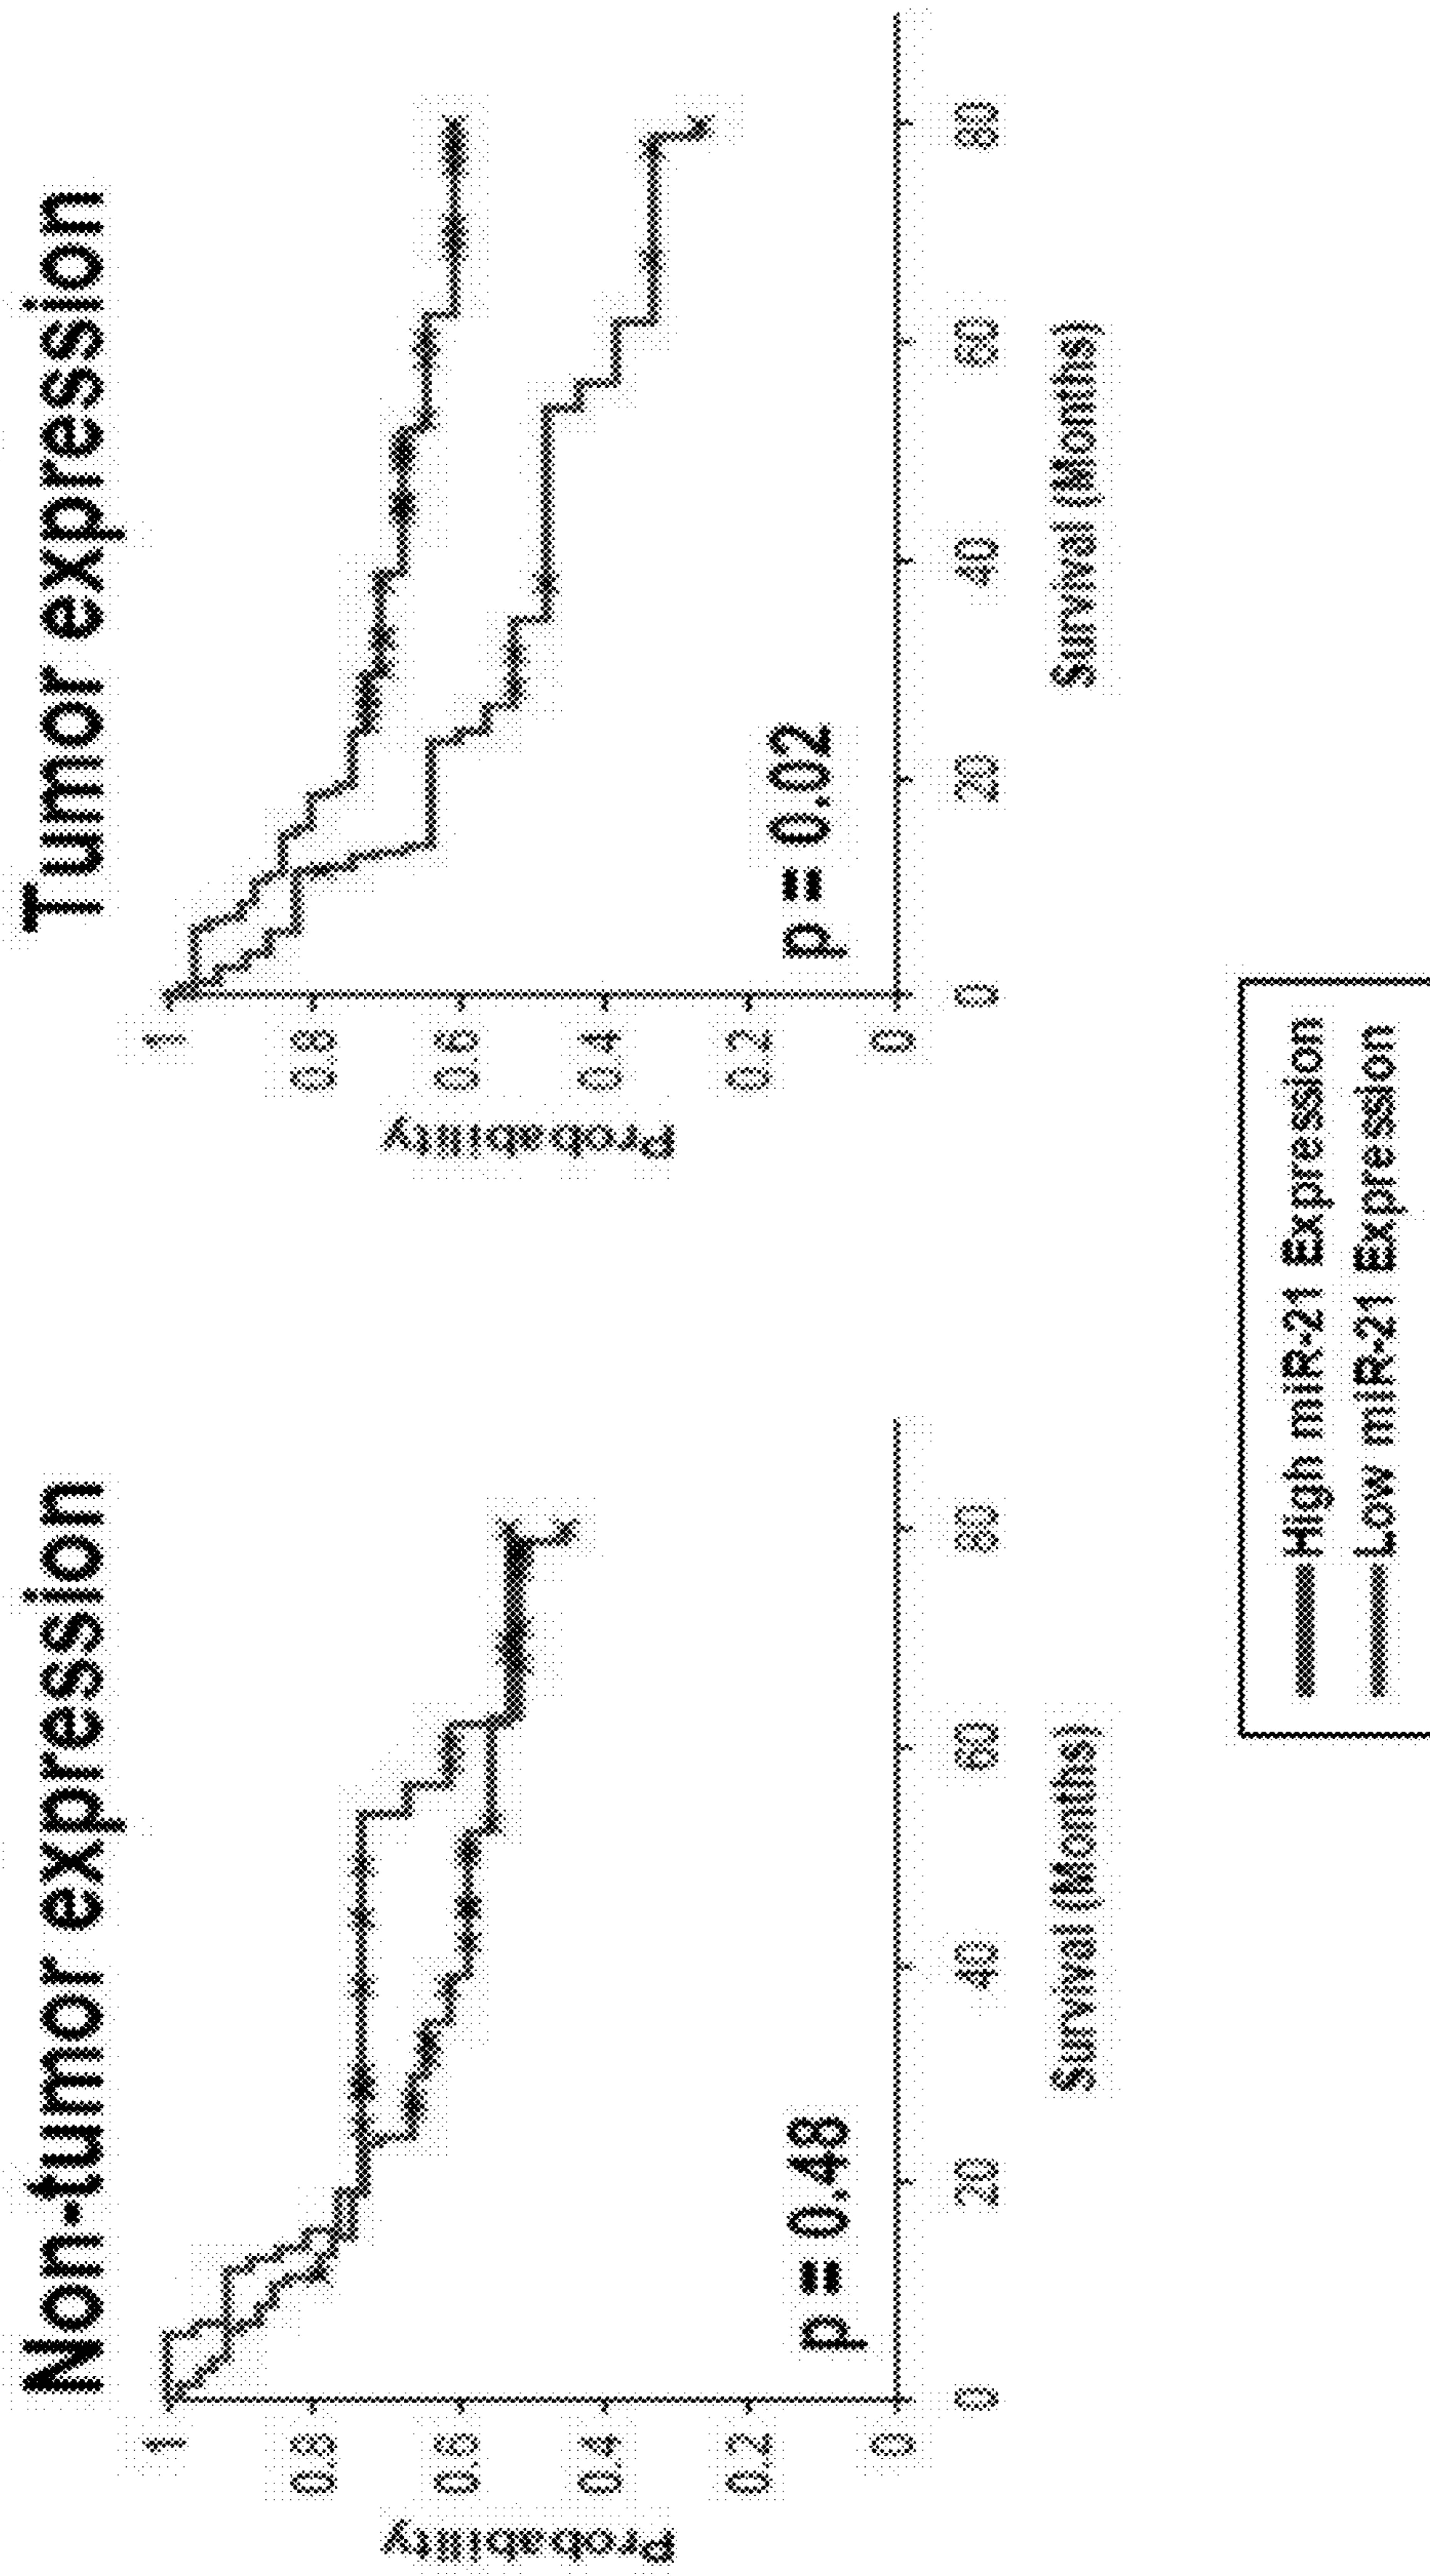 Non-tumor expression
Probability
1
0.8
0.6
0.4
0.2
0
p = 0.48
0
20
40
60
80
Survival (Months)
Tumor expression
Probability
1
0.8
0.6
0.4
0.2
0
p = 0.02
0
20
40
60
80
Survival (Months)
High miR-21 Expression
Low miR-21 Expression